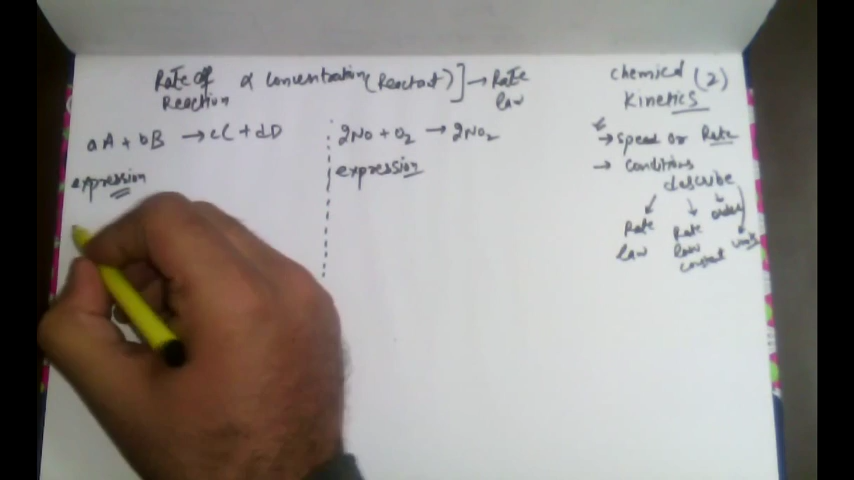 Rate of
Reaction α Concentration (Reactant) ] → Rate law
aA + bB → cC + dD
expression
2NO + O₂ → 2NO₂
expression
Chemical (2)
Kinetics
→ Speed or Rate
→ Conditions
describe
Rate law
Rate law constant
order
units